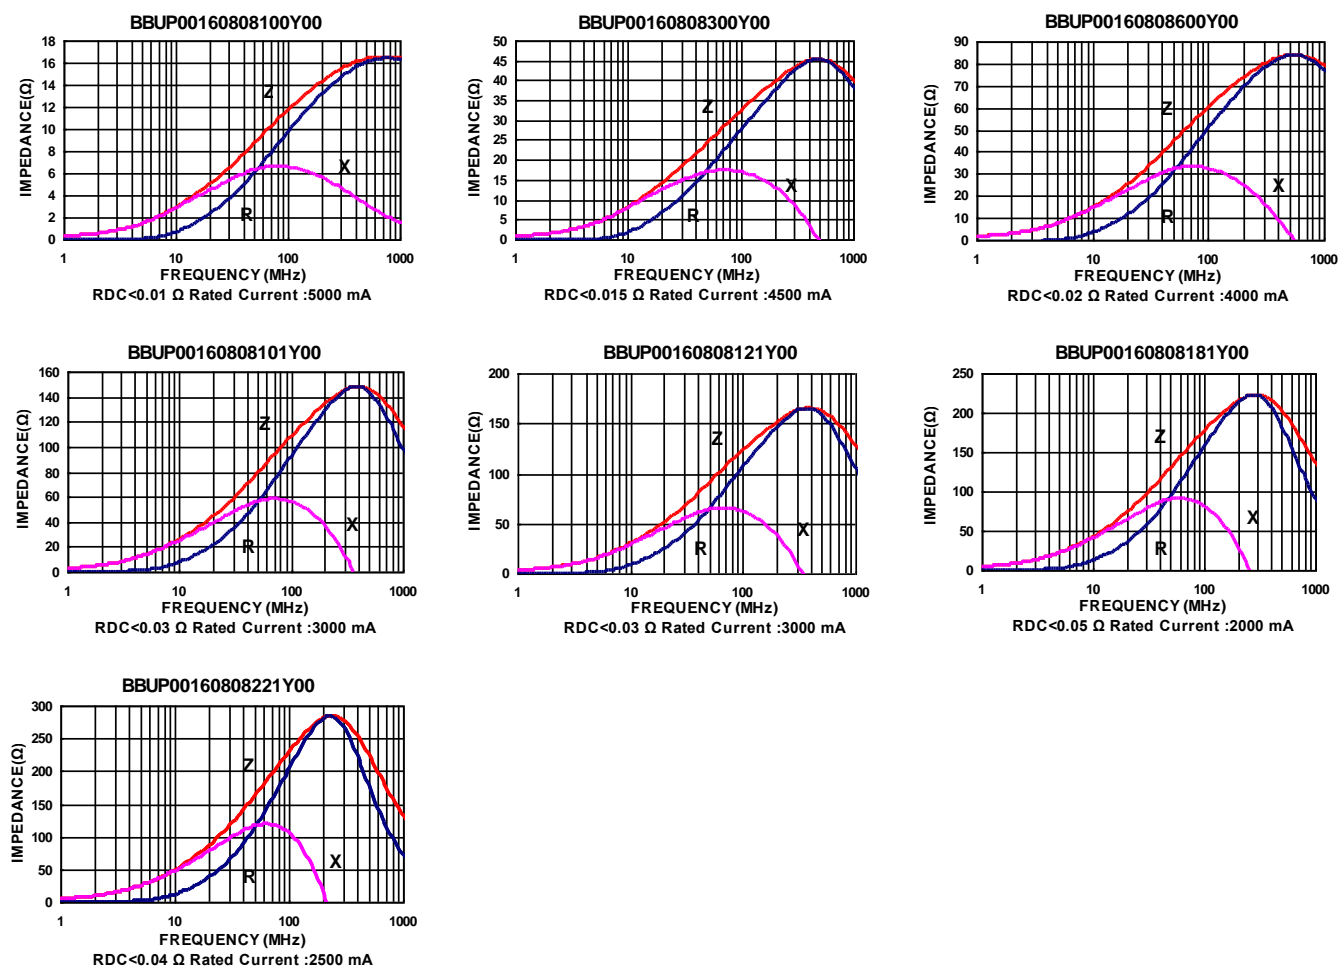 BBUP00160808100Y00
IMPEDANCE(Ω)
18
16
14
12
10
8
6
4
2
0
Z
X
R
1 10 100 1000
FREQUENCY (MHz)
RDC<0.01 Ω Rated Current :5000 mA
BBUP00160808300Y00
IMPEDANCE(Ω)
50
45
40
35
30
25
20
15
10
5
0
Z
X
R
1 10 100 1000
FREQUENCY (MHz)
RDC<0.015 Ω Rated Current :4500 mA
BBUP00160808600Y00
IMPEDANCE(Ω)
90
80
70
60
50
40
30
20
10
0
Z
X
R
1 10 100 1000
FREQUENCY (MHz)
RDC<0.02 Ω Rated Current :4000 mA
BBUP00160808101Y00
IMPEDANCE(Ω)
160
140
120
100
80
60
40
20
0
Z
X
R
1 10 100 1000
FREQUENCY (MHz)
RDC<0.03 Ω Rated Current :3000 mA
BBUP00160808121Y00
IMPEDANCE(Ω)
200
150
100
50
0
Z
X
R
1 10 100 1000
FREQUENCY (MHz)
RDC<0.03 Ω Rated Current :3000 mA
BBUP00160808181Y00
IMPEDANCE(Ω)
250
200
150
100
50
0
Z
X
R
1 10 100 1000
FREQUENCY (MHz)
RDC<0.05 Ω Rated Current :2000 mA
BBUP00160808221Y00
IMPEDANCE(Ω)
300
250
200
150
100
50
0
Z
X
R
1 10 100 1000
FREQUENCY (MHz)
RDC<0.04 Ω Rated Current :2500 mA